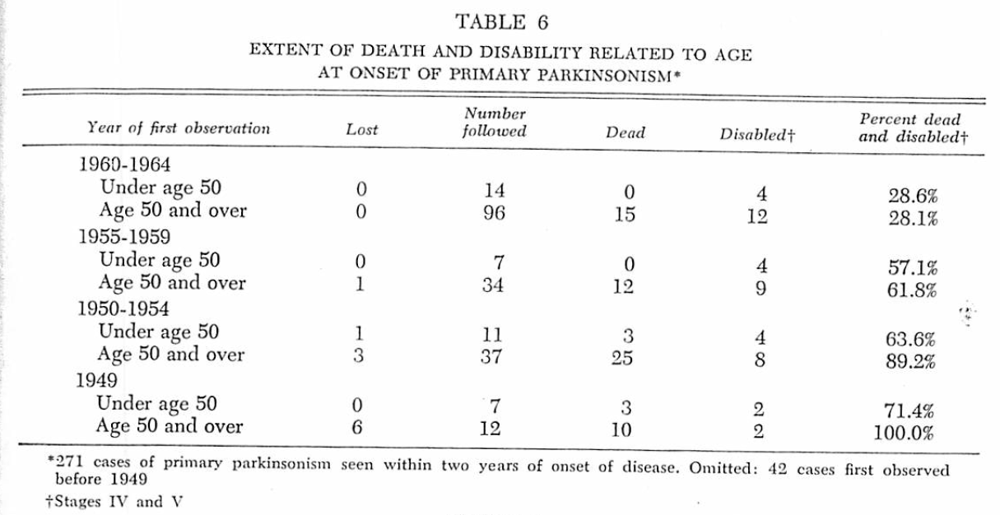 TABLE 6
EXTENT OF DEATH AND DISABILITY RELATED TO AGE
AT ONSET OF PRIMARY PARKINSONISM*
Year of first observation Lost Number followed Dead Disabled† Percent dead and disabled†
1960-1964
Under age 50 0 14 0 4 28.6%
Age 50 and over 0 96 15 12 28.1%
1955-1959
Under age 50 0 7 0 4 57.1%
Age 50 and over 1 34 12 9 61.8%
1950-1954
Under age 50 1 11 3 4 63.6%
Age 50 and over 3 37 25 8 89.2%
1949
Under age 50 0 7 3 2 71.4%
Age 50 and over 6 12 10 2 100.0%
*271 cases of primary parkinsonism seen within two years of onset of disease. Omitted: 42 cases first observed
before 1949
†Stages IV and V